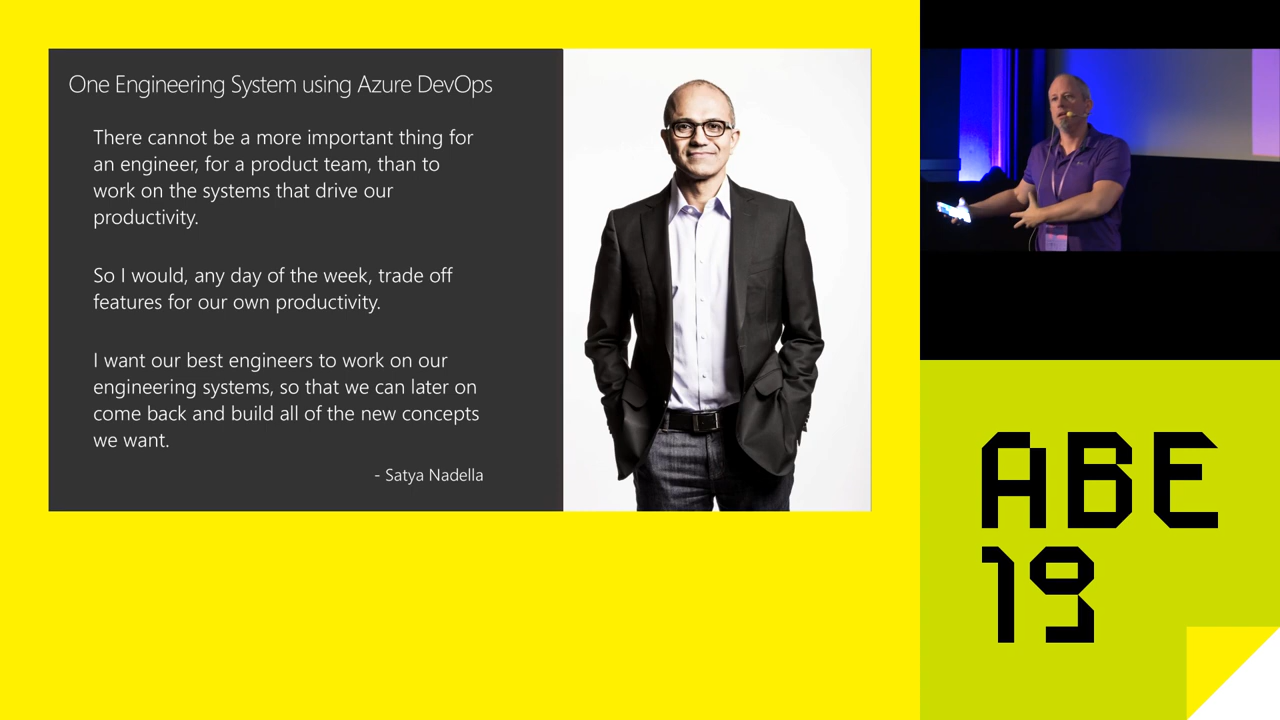 One Engineering System using Azure DevOps
There cannot be a more important thing for
an engineer, for a product team, than to
work on the systems that drive our
productivity.
So I would, any day of the week, trade off
features for our own productivity.
I want our best engineers to work on our
engineering systems, so that we can later on
come back and build all of the new concepts
we want.
- Satya Nadella
ABE
19